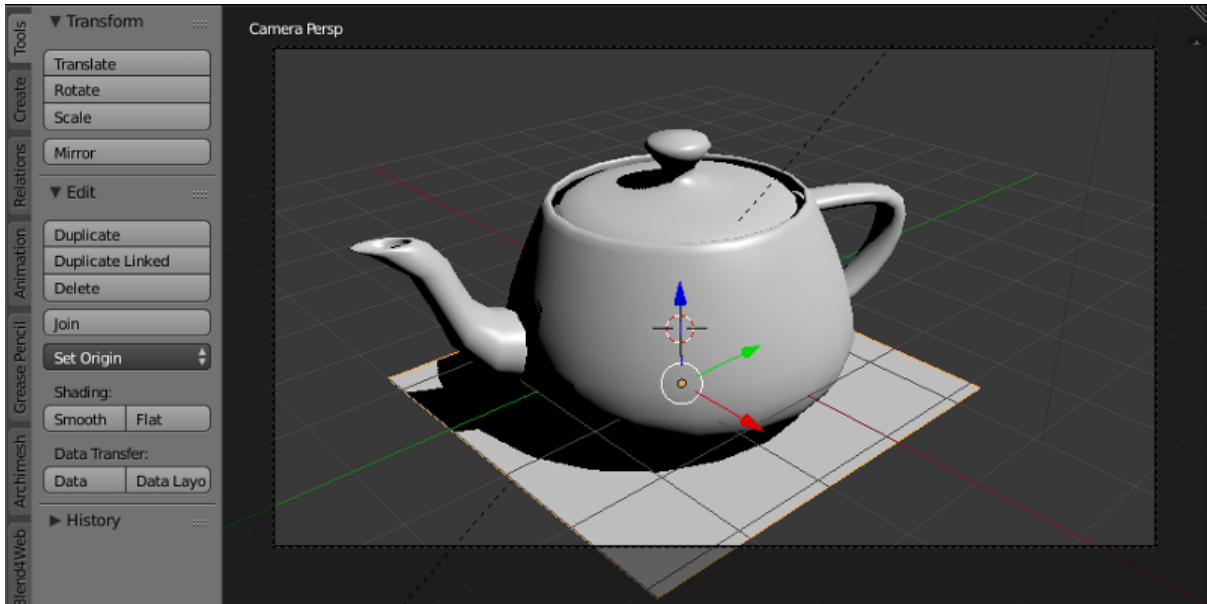 Tools
Create
Relations
Animation
Grease Pencil
Archimesh
Blend4Web
Transform
Translate
Rotate
Scale
Mirror
Edit
Duplicate
Duplicate Linked
Delete
Join
Set Origin
Shading:
Smooth Flat
Data Transfer:
Data Data Layo
History
Camera Persp